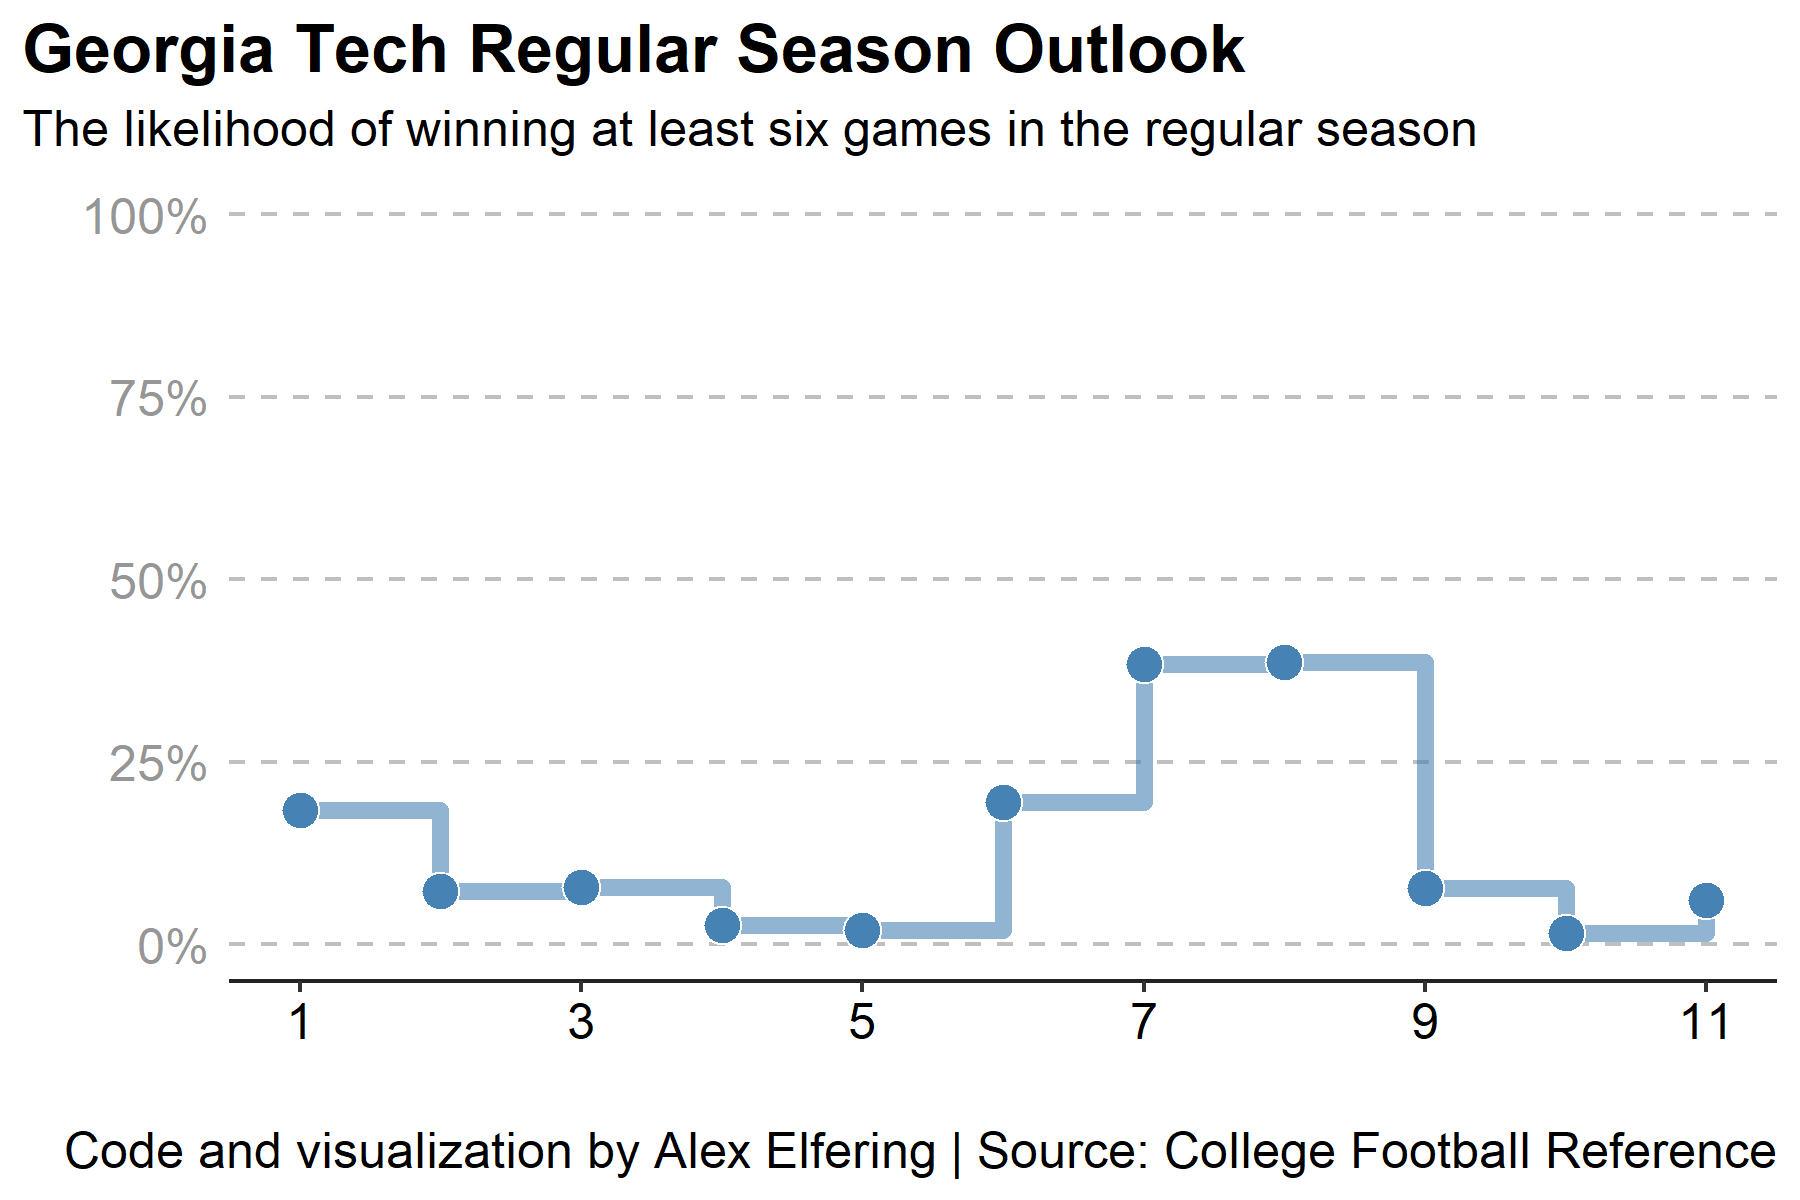 Georgia Tech Regular Season Outlook
The likelihood of winning at least six games in the regular season
100%
75%
50%
25%
0%
1 3 5 7 9 11
Code and visualization by Alex Elfering | Source: College Football Reference